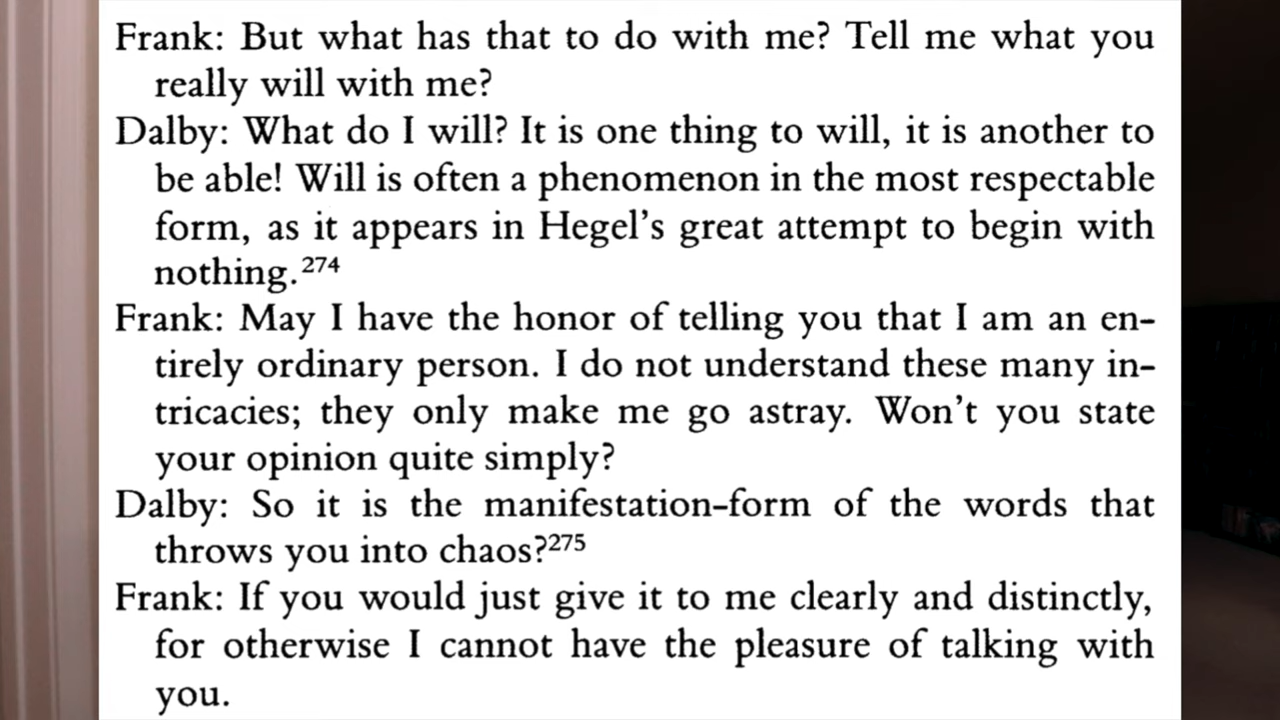 Frank: But what has that to do with me? Tell me what you
really will with me?
Dalby: What do I will? It is one thing to will, it is another to
be able! Will is often a phenomenon in the most respectable
form, as it appears in Hegel's great attempt to begin with
nothing.274
Frank: May I have the honor of telling you that I am an en-
tirely ordinary person. I do not understand these many in-
tricacies; they only make me go astray. Won't you state
your opinion quite simply?
Dalby: So it is the manifestation-form of the words that
throws you into chaos?275
Frank: If you would just give it to me clearly and distinctly,
for otherwise I cannot have the pleasure of talking with
you.